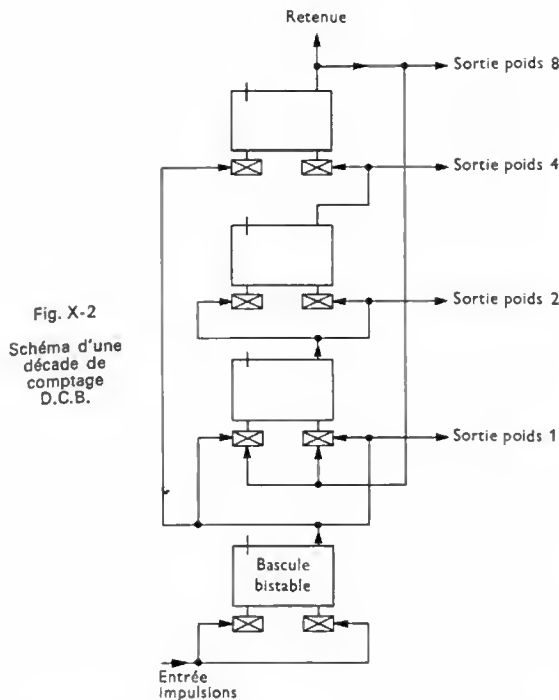 Retenue
Sortie poids 8
Sortie poids 4
Sortie poids 2
Fig. X-2
Schéma d'une
décade de
comptage
D.C.B.
Sortie poids 1
Bascule
bistable
Entrée
impulsions